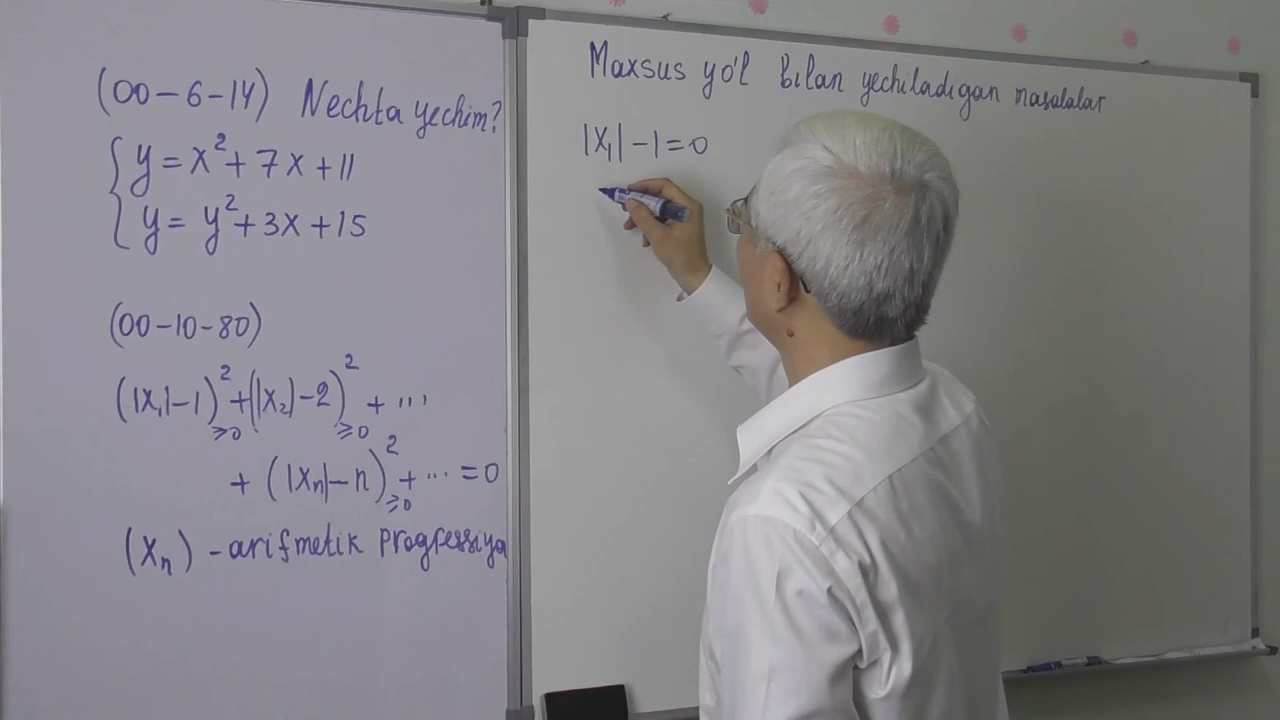 (00-6-14) Nechta yechim?
y = x² + 7x + 11
y = y² + 3x + 15
(00-10-80)
(|x₁|-1)² + (|x₂|-2)² + ...
≥0 ≥0
+ (|xₙ|-n)² + ... = 0
≥0
(xₙ) - arifmetik progressiya
Maxsus yo'l bilan yechiladigan masalalar
|x₁| - 1 = 0